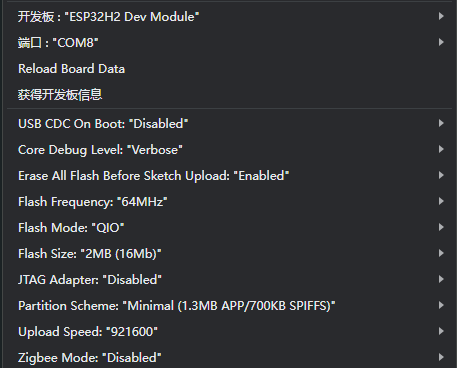 开发板 : "ESP32H2 Dev Module"
端口 : "COM8"
Reload Board Data
获得开发板信息
USB CDC On Boot: "Disabled"
Core Debug Level: "Verbose"
Erase All Flash Before Sketch Upload: "Enabled"
Flash Frequency: "64MHz"
Flash Mode: "QIO"
Flash Size: "2MB (16Mb)"
JTAG Adapter: "Disabled"
Partition Scheme: "Minimal (1.3MB APP/700KB SPIFFS)"
Upload Speed: "921600"
Zigbee Mode: "Disabled"